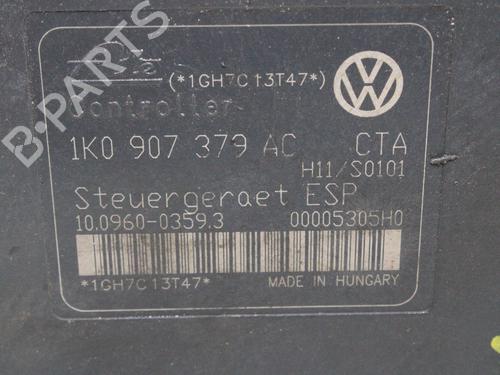 (*1GH7C13T47*)
Controller
1K0 907 379 AC CTA
H11/S0101
Steuergeraet ESP
10.0960-0359.3 00005305H0
*1GH7C13T47* MADE IN HUNGARY
B-PARTS